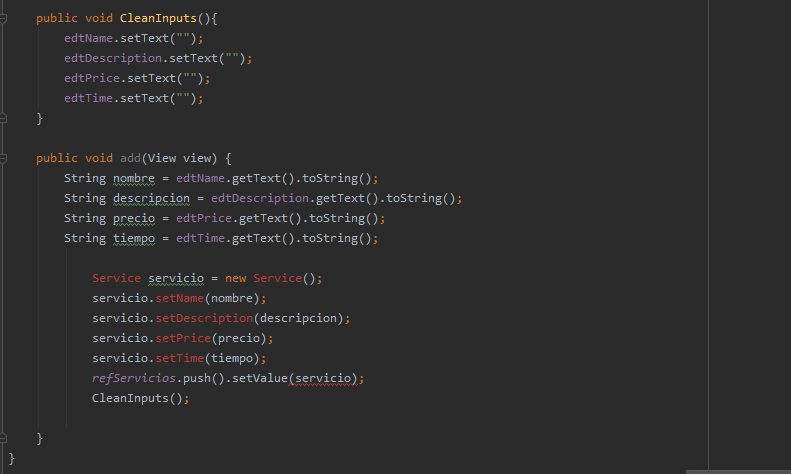 public void CleanInputs(){
edtName.setText("");
edtDescription.setText("");
edtPrice.setText("");
edtTime.setText("");
}
public void add(View view) {
String nombre = edtName.getText().toString();
String descripcion = edtDescription.getText().toString();
String precio = edtPrice.getText().toString();
String tiempo = edtTime.getText().toString();
Service servicio = new Service();
servicio.setName(nombre);
servicio.setDescription(descripcion);
servicio.setPrice(precio);
servicio.setTime(tiempo);
refServicios.push().setValue(servicio);
CleanInputs();
}
}